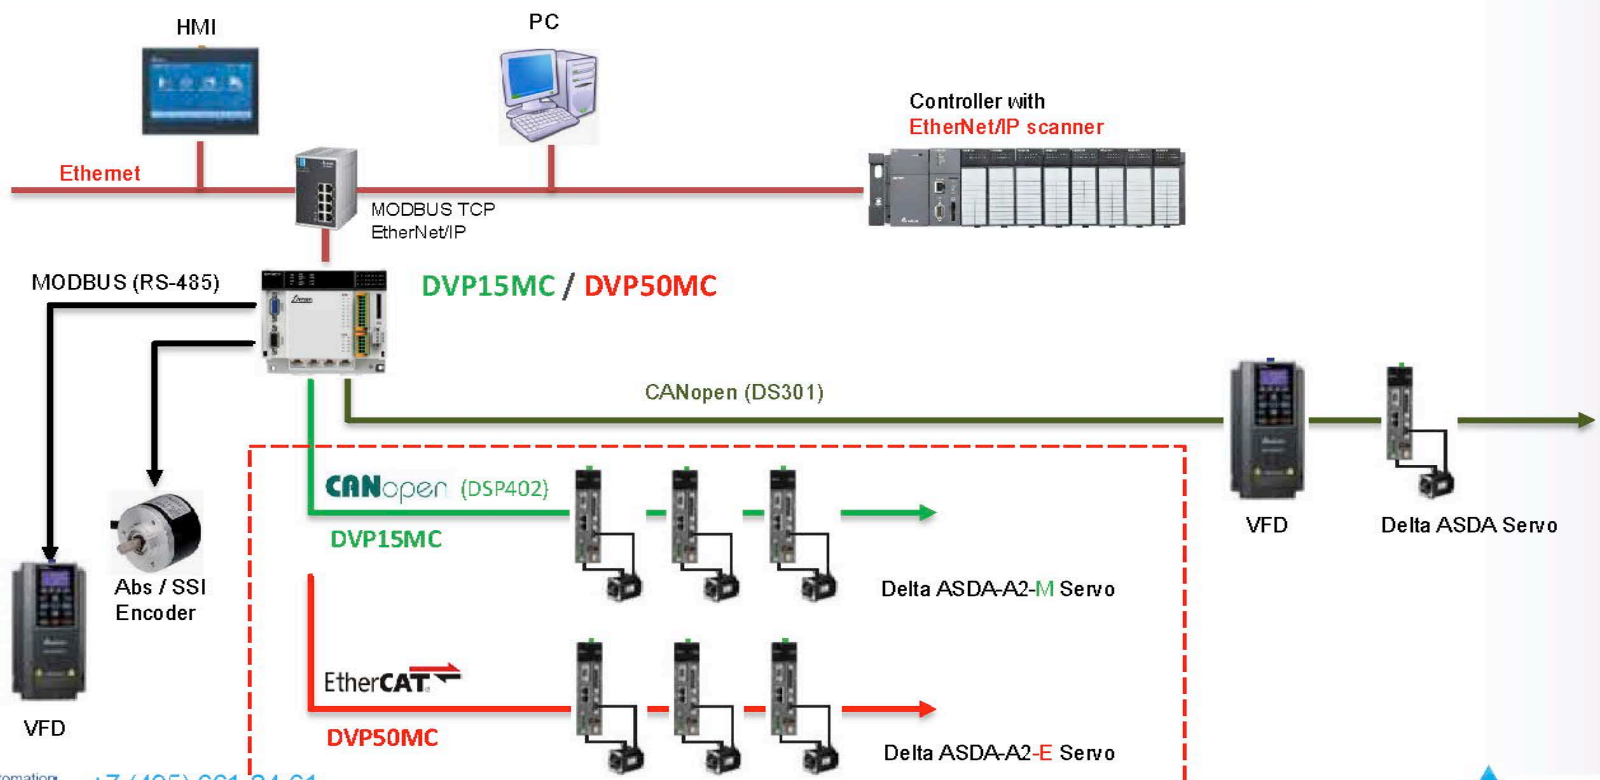 HMI
PC
Controller with
EtherNet/IP scanner
Ethernet
MODBUS TCP
EtherNet/IP
MODBUS (RS-485)
DVP15MC / DVP50MC
CANopen (DS301)
CANopen (DSP402)
DVP15MC
VFD
Delta ASDA Servo
Abs / SSI
Encoder
Delta ASDA-A2-M Servo
EtherCAT
DVP50MC
VFD
Delta ASDA-A2-E Servo